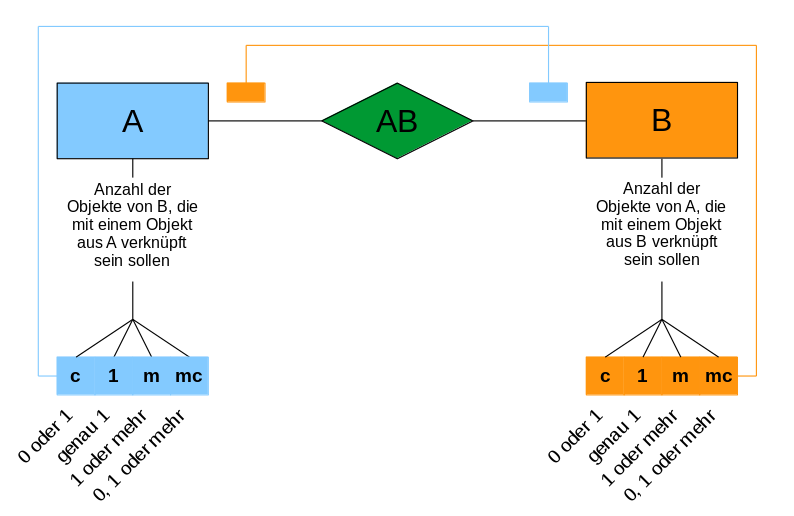 A
AB
B
Anzahl der
Objekte von B, die
mit einem Objekt
aus A verknüpft
sein sollen
Anzahl der
Objekte von A, die
mit einem Objekt
aus B verknüpft
sein sollen
c 1 m mc
c 1 m mc
0 oder 1
genau 1
1 oder mehr
0, 1 oder mehr
0 oder 1
genau 1
1 oder mehr
0, 1 oder mehr